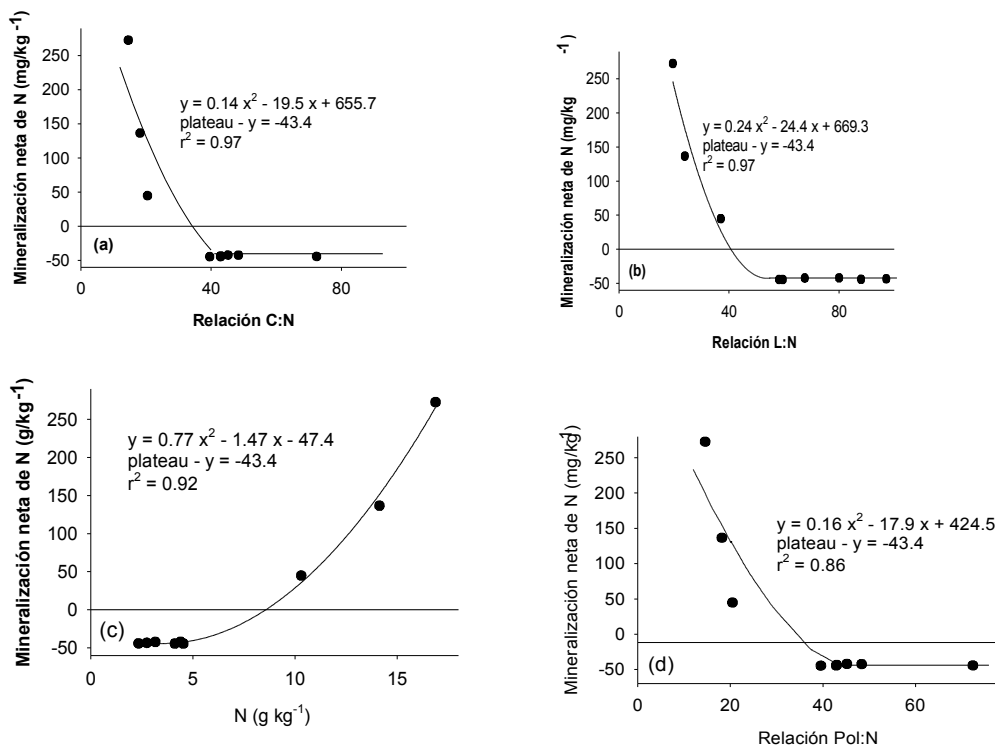 Mineralización neta de N (mg/kg⁻¹)
250
200
150
100
50
0
-50
y = 0.14 x² - 19.5 x + 655.7
plateau - y = -43.4
r² = 0.97
(a)
0
40
80
Relación C:N
Mineralización neta de N (mg/kg
-1)
250
200
150
100
50
0
-50
y = 0.24 x² - 24.4 x + 669.3
plateau - y = -43.4
r² = 0.97
(b)
0
40
80
Relación L:N
Mineralización neta de N (g/kg⁻¹)
250
200
150
100
50
0
-50
y = 0.77 x² - 1.47 x - 47.4
plateau - y = -43.4
r² = 0.92
(c)
0
5
10
15
N (g kg⁻¹)
Mineralización neta de N (mg/kg⁻¹)
250
200
150
100
50
0
-50
y = 0.16 x² - 17.9 x + 424.5
plateau - y = -43.4
r² = 0.86
(d)
0
20
40
60
Relación Pol:N